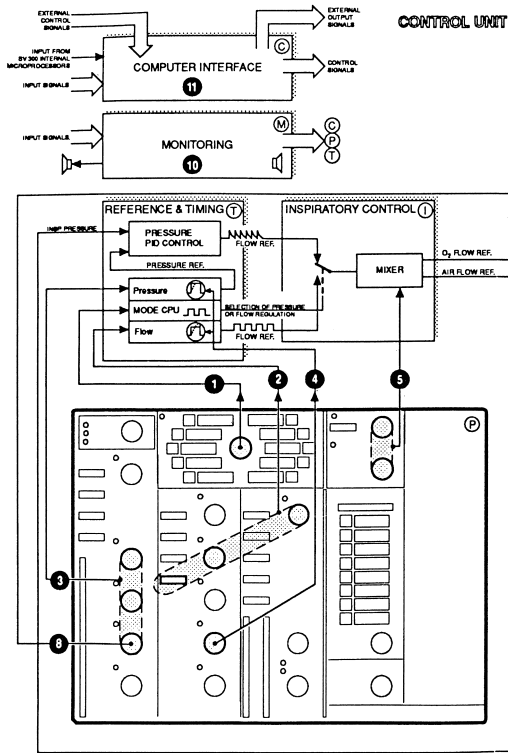 EXTERNAL
CONTROL
SIGNALS
EXTERNAL
OUTPUT
SIGNALS
CONTROL UNIT
INPUT FROM
SV 300 INTERNAL
MICROPROCESSORS
INPUT SIGNALS
C
COMPUTER INTERFACE
11
CONTROL
SIGNALS
INPUT SIGNALS
M
MONITORING
10
C
P
T
REFERENCE & TIMING T
INSPIRATORY CONTROL I
INSP PRESSURE
PRESSURE
PID CONTROL
FLOW REF.
PRESSURE REF.
Pressure
MODE CPU
Flow
SELECTION OF PRESSURE
OR FLOW REGULATION
FLOW REF.
MIXER
O₂ FLOW REF.
AIR FLOW REF.
1
2
4
5
P
3
8